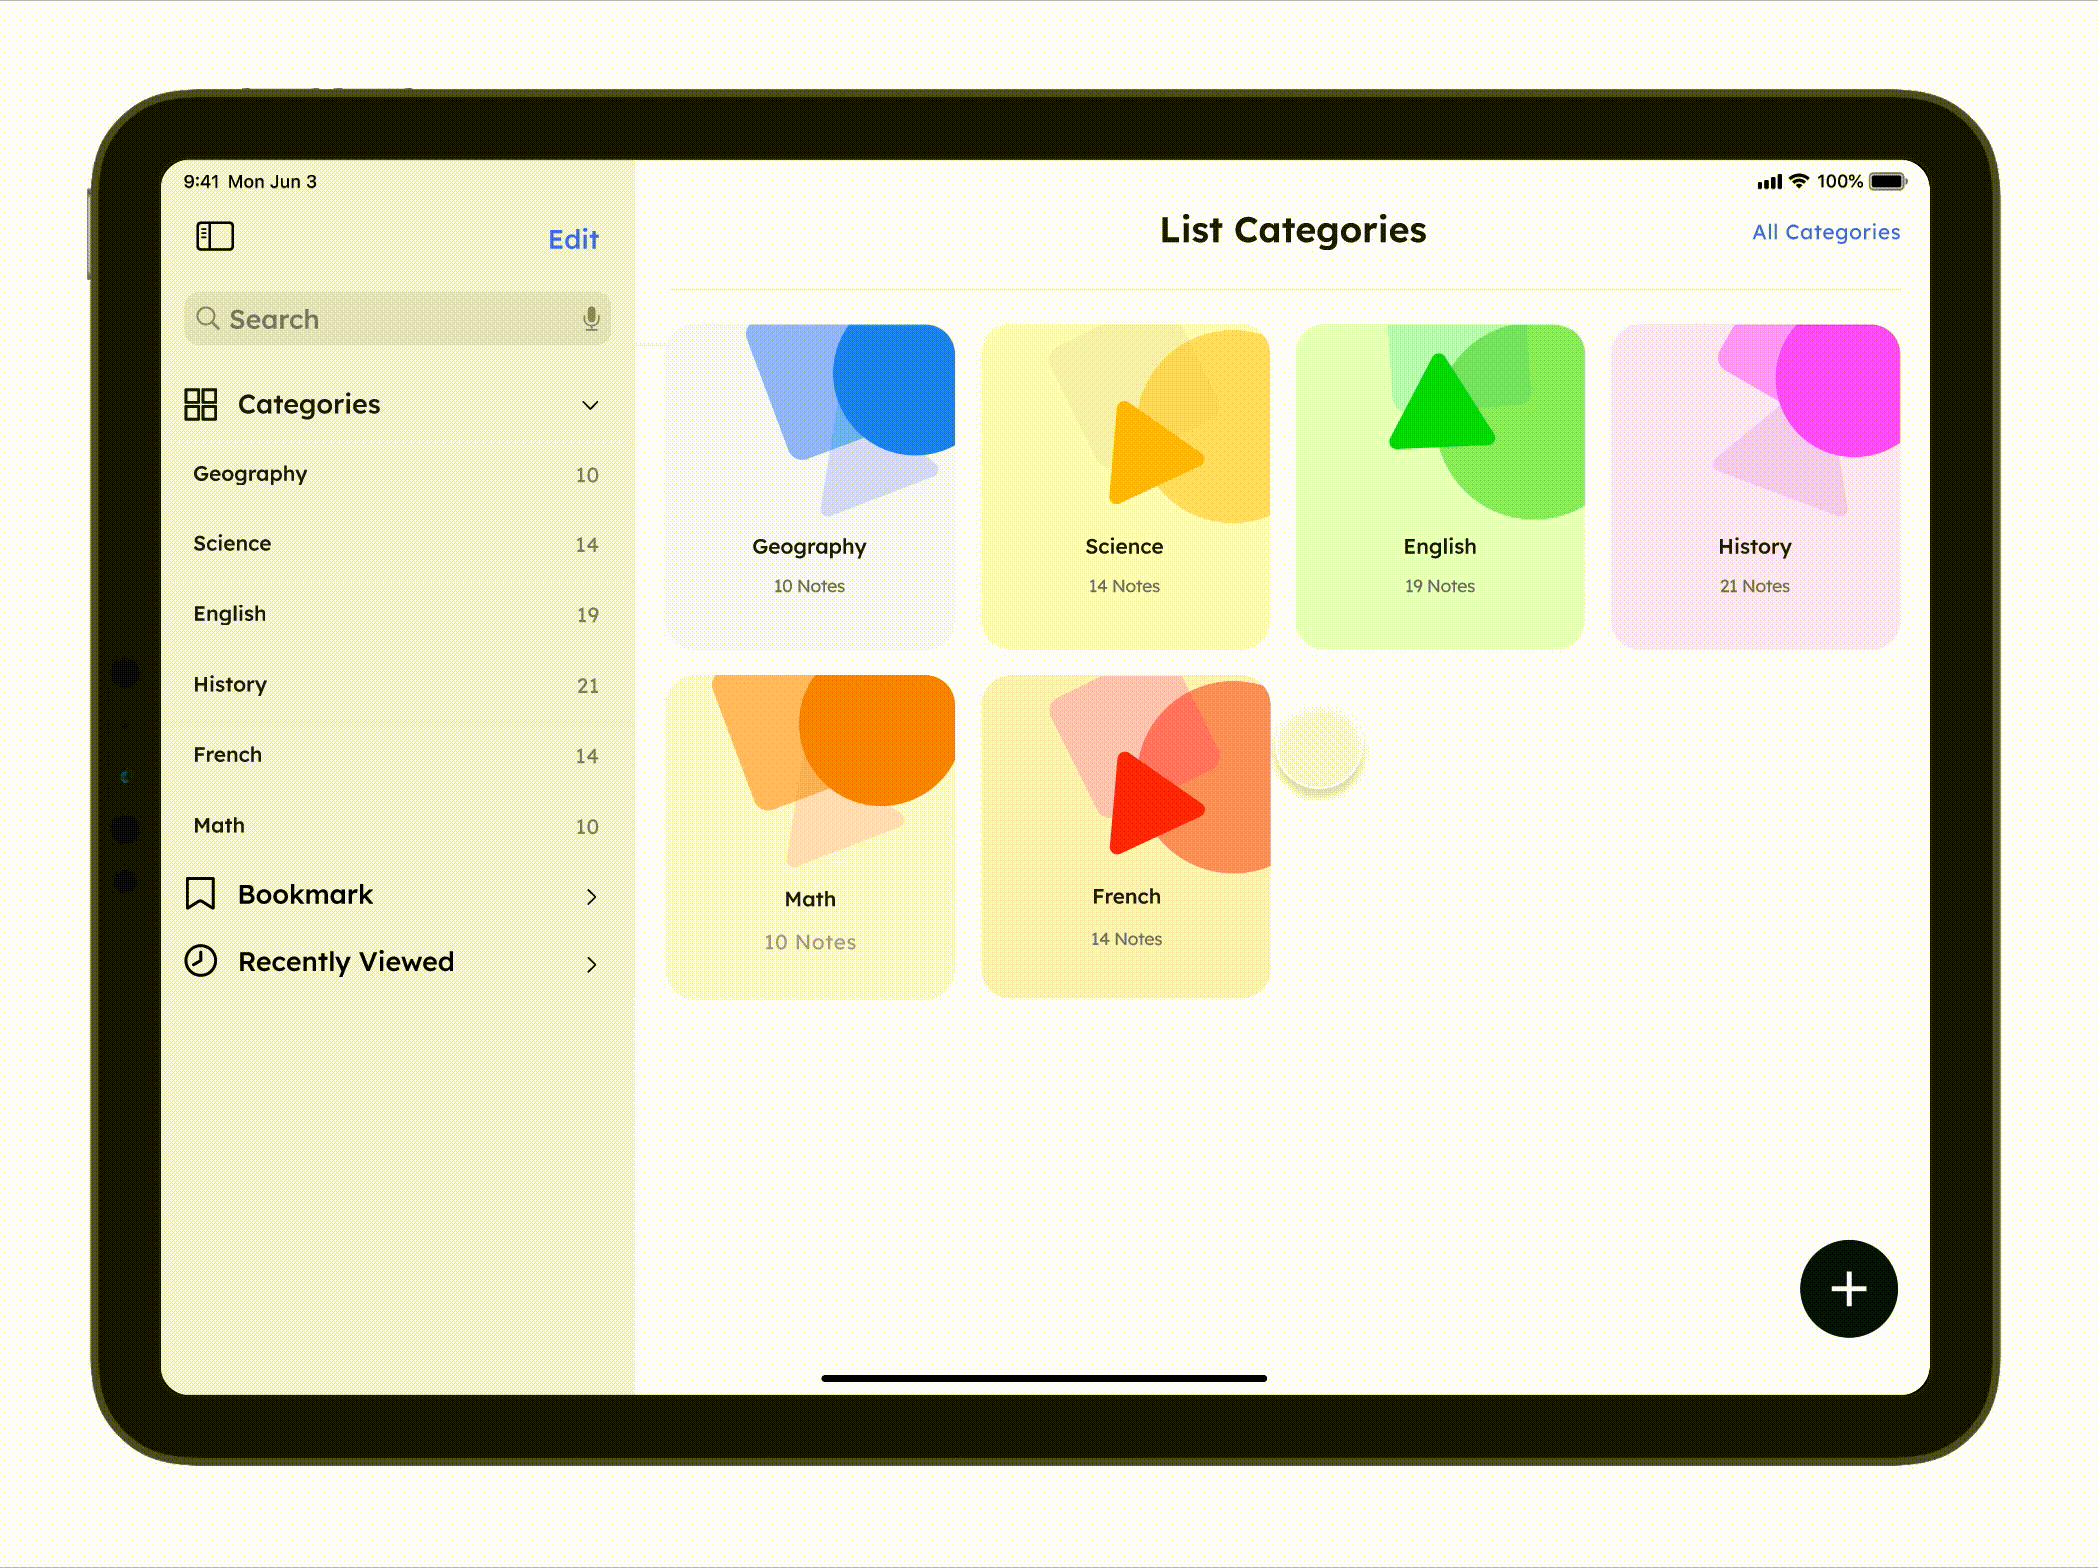 9:41 Mon Jun 3
100%
Edit
List Categories
All Categories
Search
Categories
Geography 10
Science 14
English 19
History 21
French 14
Math 10
Bookmark
Recently Viewed
Geography
10 Notes
Science
14 Notes
English
19 Notes
History
21 Notes
Math
10 Notes
French
14 Notes